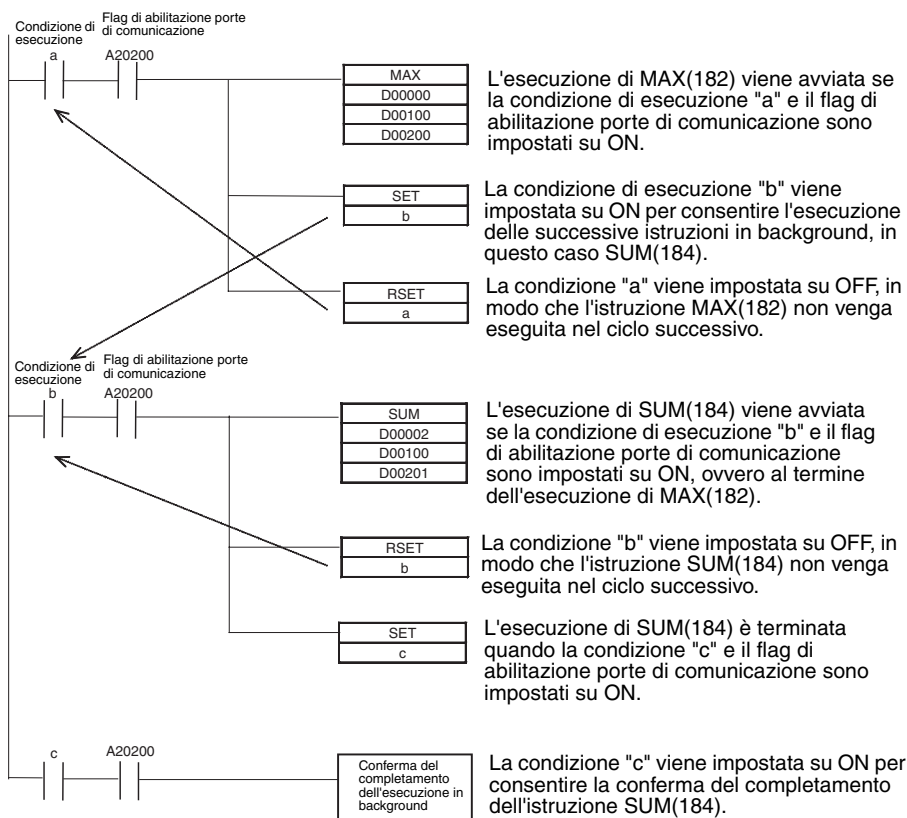 Condizione di
esecuzione
a
Flag di abilitazione porte
di comunicazione
A20200
MAX
D00000
D00100
D00200
L'esecuzione di MAX(182) viene avviata se
la condizione di esecuzione "a" e il flag di
abilitazione porte di comunicazione sono
impostati su ON.
SET
b
La condizione di esecuzione "b" viene
impostata su ON per consentire l'esecuzione
delle successive istruzioni in background, in
questo caso SUM(184).
RSET
a
La condizione "a" viene impostata su OFF, in
modo che l'istruzione MAX(182) non venga
eseguita nel ciclo successivo.
Condizione di
esecuzione
b
Flag di abilitazione porte
di comunicazione
A20200
SUM
D00002
D00100
D00201
L'esecuzione di SUM(184) viene avviata
se la condizione di esecuzione "b" e il flag
di abilitazione porte di comunicazione
sono impostati su ON, ovvero al termine
dell'esecuzione di MAX(182).
RSET
b
La condizione "b" viene impostata su OFF, in
modo che l'istruzione SUM(184) non venga
eseguita nel ciclo successivo.
SET
c
L'esecuzione di SUM(184) è terminata
quando la condizione "c" e il flag di
abilitazione porte di comunicazione sono
impostati su ON.
c
A20200
Conferma del
completamento
dell'esecuzione in
background
La condizione "c" viene impostata su ON per
consentire la conferma del completamento
dell'istruzione SUM(184).